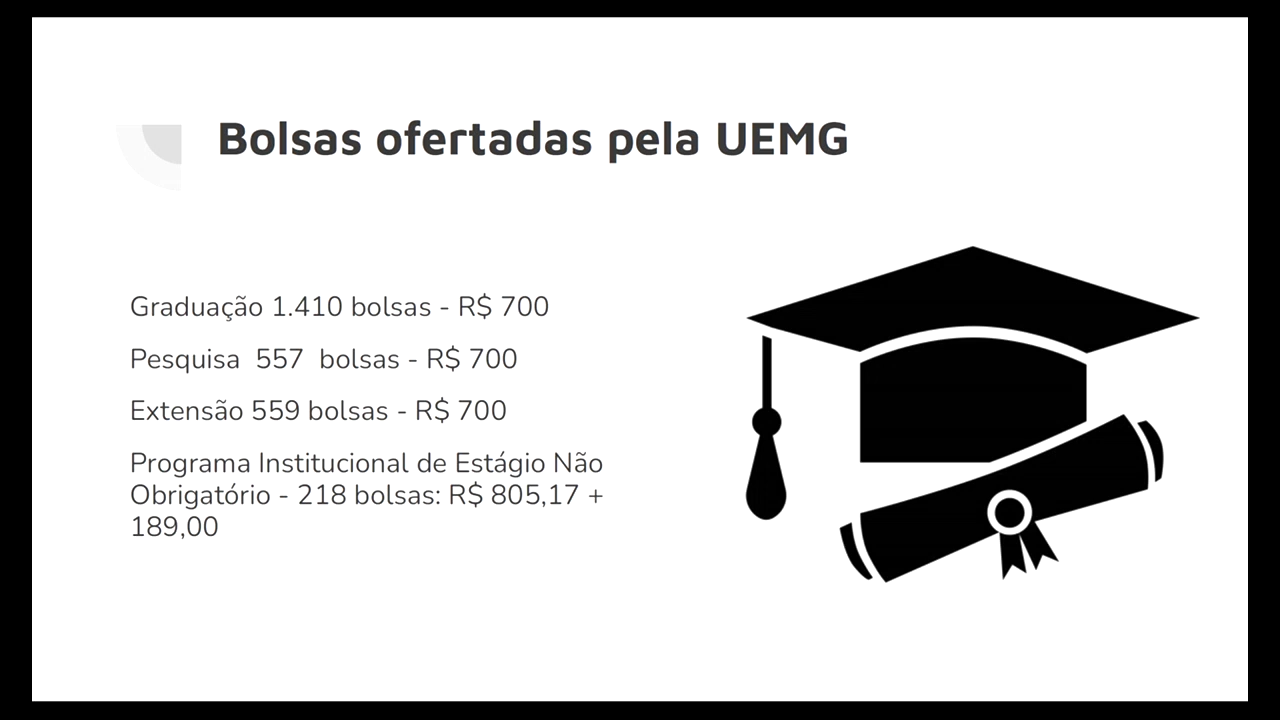 Bolsas ofertadas pela UEMG
Graduação 1.410 bolsas - R$ 700
Pesquisa  557  bolsas - R$ 700
Extensão 559 bolsas - R$ 700
Programa Institucional de Estágio Não
Obrigatório - 218 bolsas: R$ 805,17 +
189,00